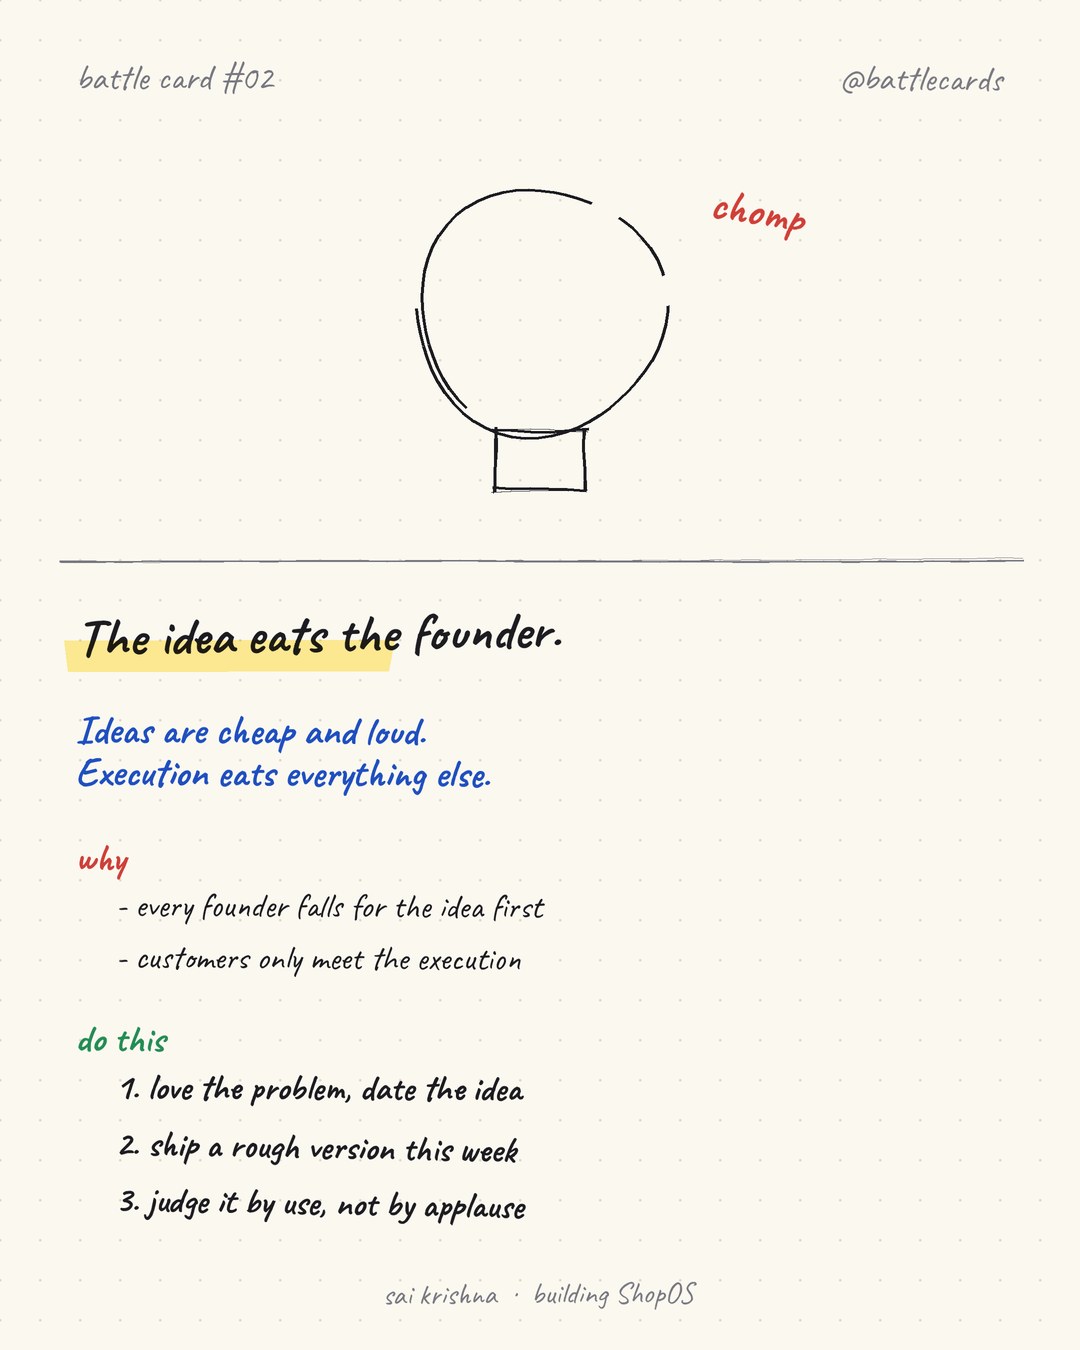 battle card #02
@battlecards
chomp
The idea eats the founder.
Ideas are cheap and loud.
Execution eats everything else.
why
- every founder falls for the idea first
- customers only meet the execution
do this
1. love the problem, date the idea
2. ship a rough version this week
3. judge it by use, not by applause
sai krishna · building ShopOS